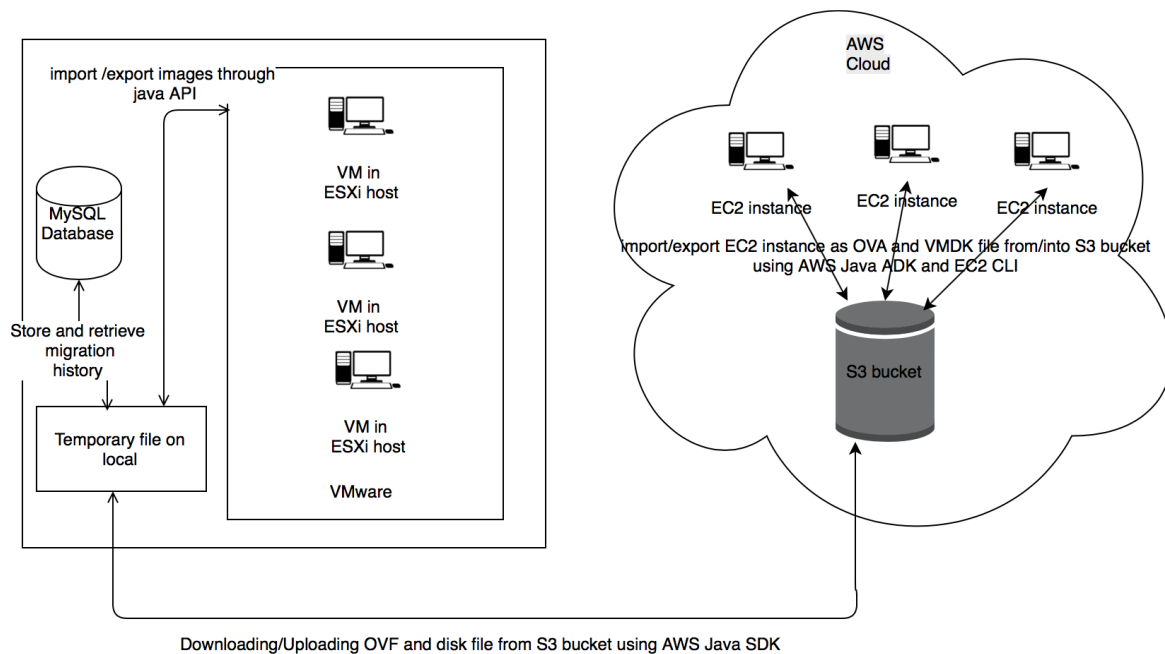 import /export images through
java API
VM in
ESXi host
MySQL
Database
VM in
ESXi host
Store and retrieve
migration
history
Temporary file on
local
VM in
ESXi host
VMware
AWS
Cloud
EC2 instance
EC2 instance
EC2 instance
import/export EC2 instance as OVA and VMDK file from/into S3 bucket
using AWS Java ADK and EC2 CLI
S3 bucket
Downloading/Uploading OVF and disk file from S3 bucket using AWS Java SDK